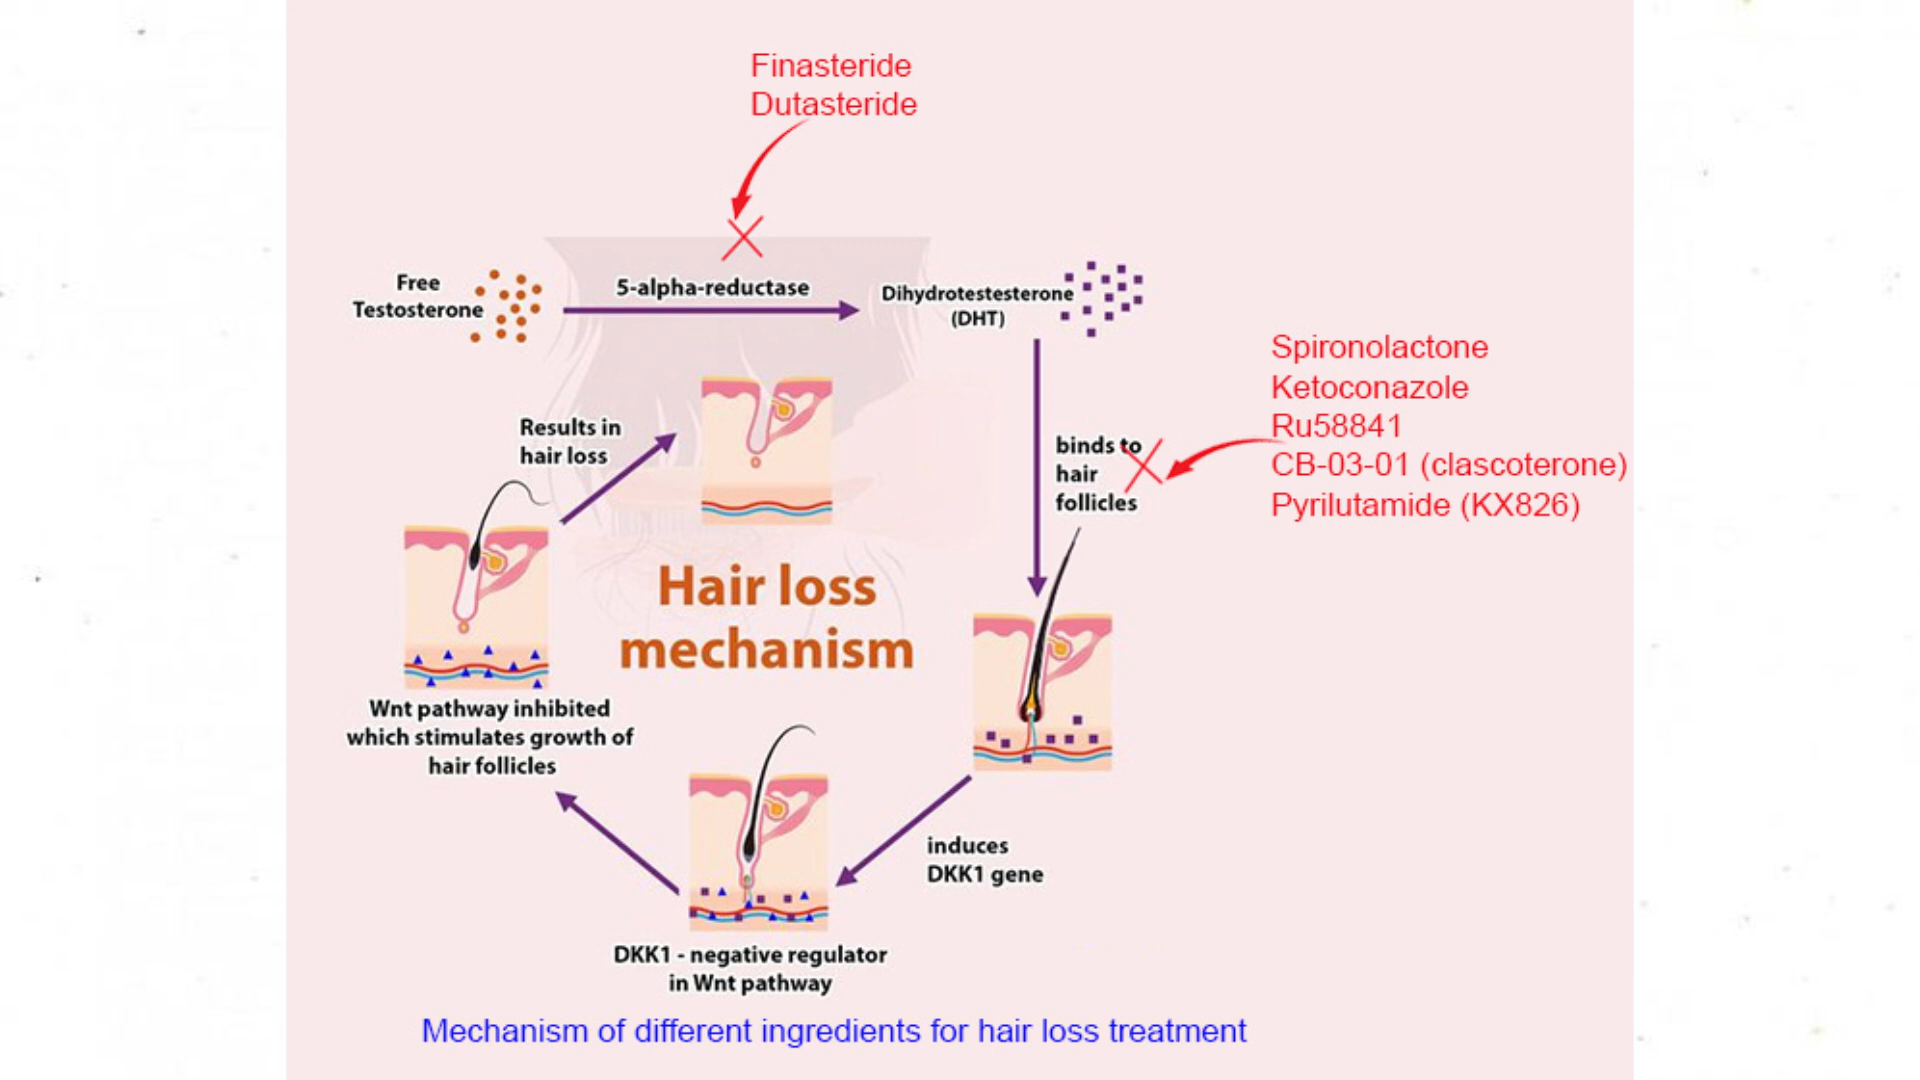 Finasteride
Dutasteride
Free
Testosterone
5-alpha-reductase
Dihydrotestesterone
(DHT)
Spironolactone
Ketoconazole
Ru58841
CB-03-01 (clascoterone)
Pyrilutamide (KX826)
binds to
hair
follicles
Results in
hair loss
Hair loss
mechanism
Wnt pathway inhibited
which stimulates growth of
hair follicles
induces
DKK1 gene
DKK1 - negative regulator
in Wnt pathway
Mechanism of different ingredients for hair loss treatment